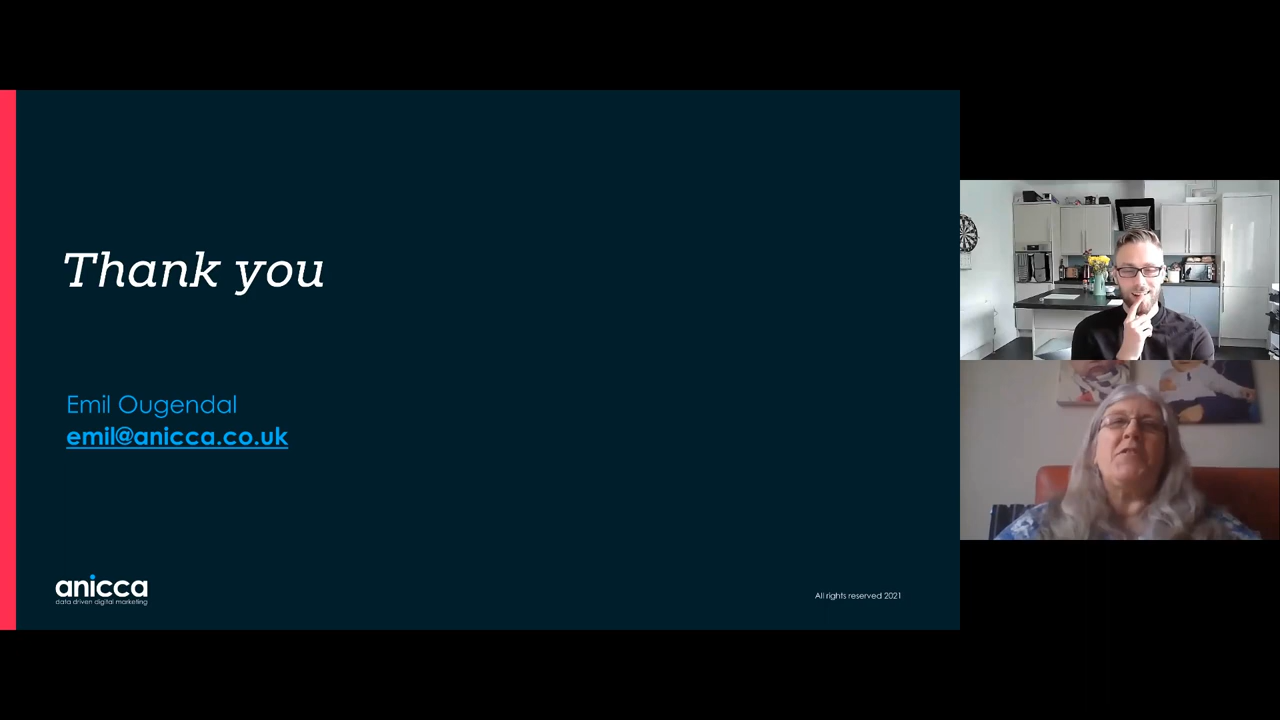 Thank you
Emil Ougendal
emil@anicca.co.uk
anicca
data driven digital marketing
All rights reserved 2021